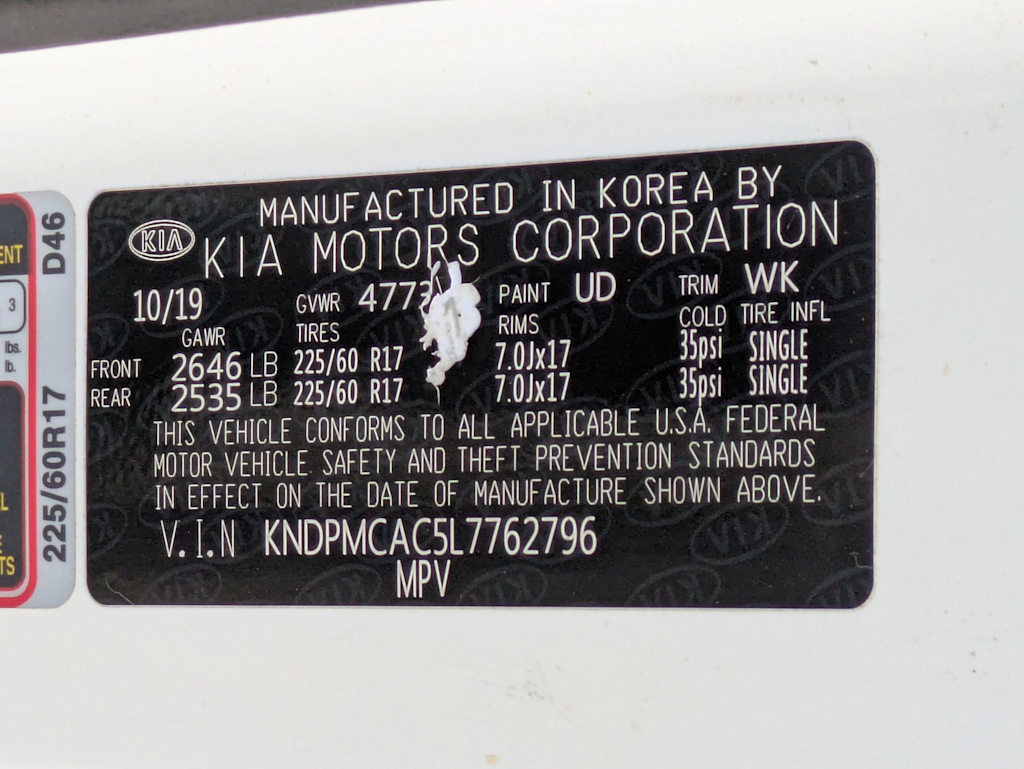 MANUFACTURED IN KOREA BY
KIA KIA MOTORS CORPORATION
10/19 GVWR PAINT UD TRIM WK
GAWR TIRES RIMS COLD TIRE INFL
FRONT 2646 LB 225/60 R17 7.0Jx17 35psi SINGLE
REAR 2535 LB 225/60 R17 7.0Jx17 35psi SINGLE
THIS VEHICLE CONFORMS TO ALL APPLICABLE U.S.A. FEDERAL
MOTOR VEHICLE SAFETY AND THEFT PREVENTION STANDARDS
IN EFFECT ON THE DATE OF MANUFACTURE SHOWN ABOVE.
V.I.N KNDPMCAC5L7762796
MPV
225/60R17 D46
3
lbs.
lb.